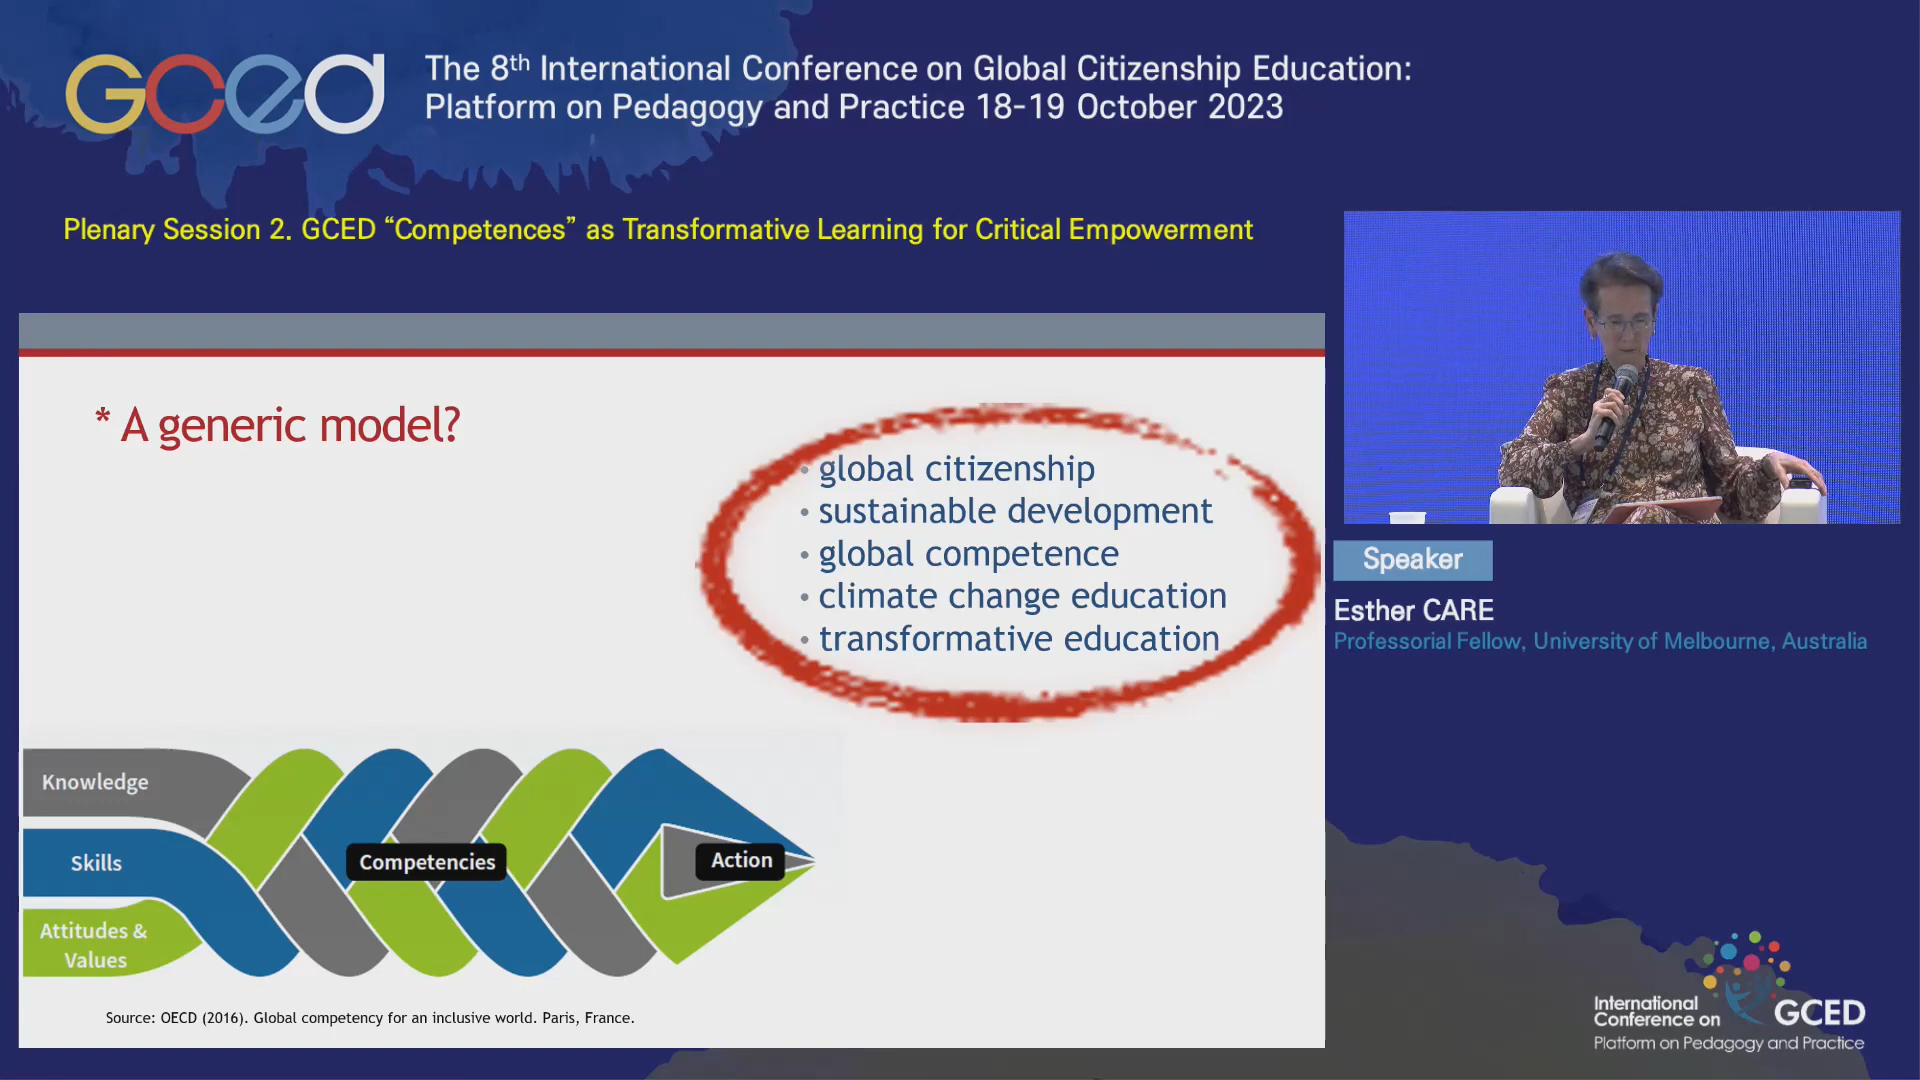 GCED
The 8th International Conference on Global Citizenship Education:
Platform on Pedagogy and Practice 18-19 October 2023
Plenary Session 2. GCED “Competences” as Transformative Learning for Critical Empowerment
* A generic model?
• global citizenship
• sustainable development
• global competence
• climate change education
• transformative education
Knowledge
Skills
Attitudes &
Values
Competencies
Action
Source: OECD (2016). Global competency for an inclusive world. Paris, France.
Speaker
Esther CARE
Professorial Fellow, University of Melbourne, Australia
International
Conference on GCED
Platform on Pedagogy and Practice